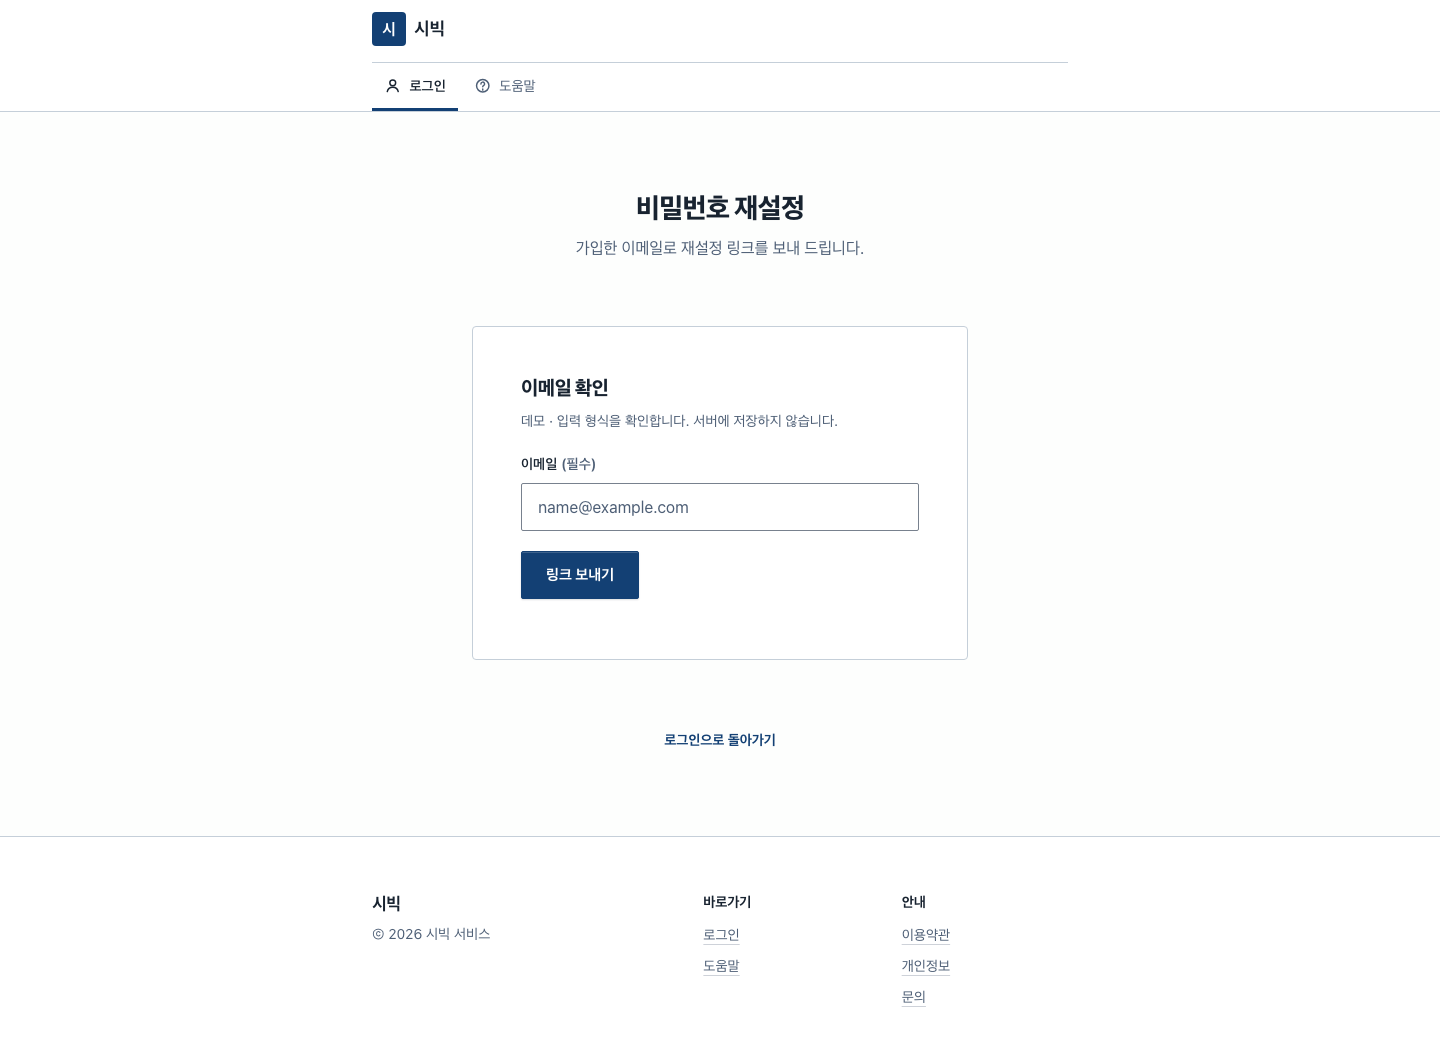 시 시빅
로그인 도움말
비밀번호 재설정
가입한 이메일로 재설정 링크를 보내 드립니다.
이메일 확인
데모 · 입력 형식을 확인합니다. 서버에 저장하지 않습니다.
이메일 (필수)
name@example.com
링크 보내기
로그인으로 돌아가기
시빅
© 2026 시빅 서비스
바로가기
로그인
도움말
안내
이용약관
개인정보
문의